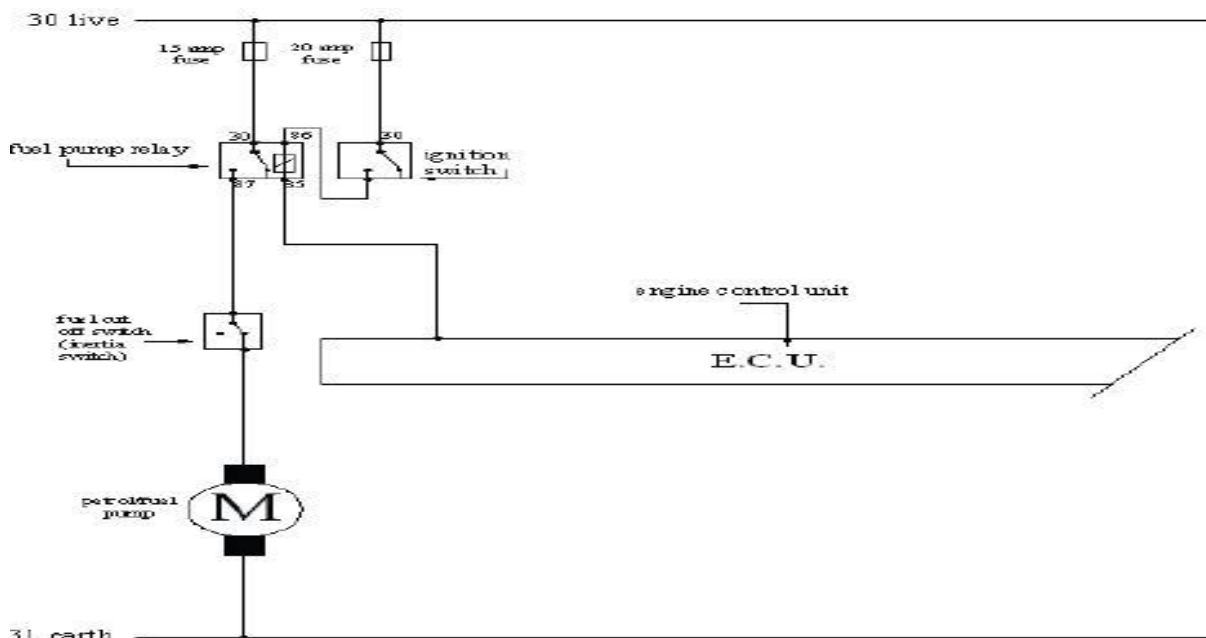 30 live
15 amp
fuse
20 amp
fuse
30
86
30
fuel pump relay
ignition
switch
87
85
engine control unit
fuel cut
off switch
(inertia
switch)
E.C.U.
petrol/fuel
pump
M
31 earth